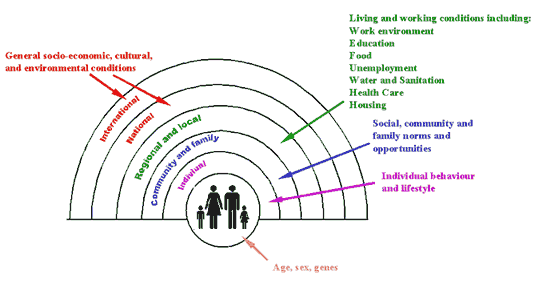 General socio-economic, cultural,
and environmental conditions
Living and working conditions including:
Work environment
Education
Food
Unemployment
Water and Sanitation
Health Care
Housing
International
National
Regional and local
Community and family
Indiviual
Social, community and
family norms and
opportunities
Individual behaviour
and lifestyle
Age, sex, genes